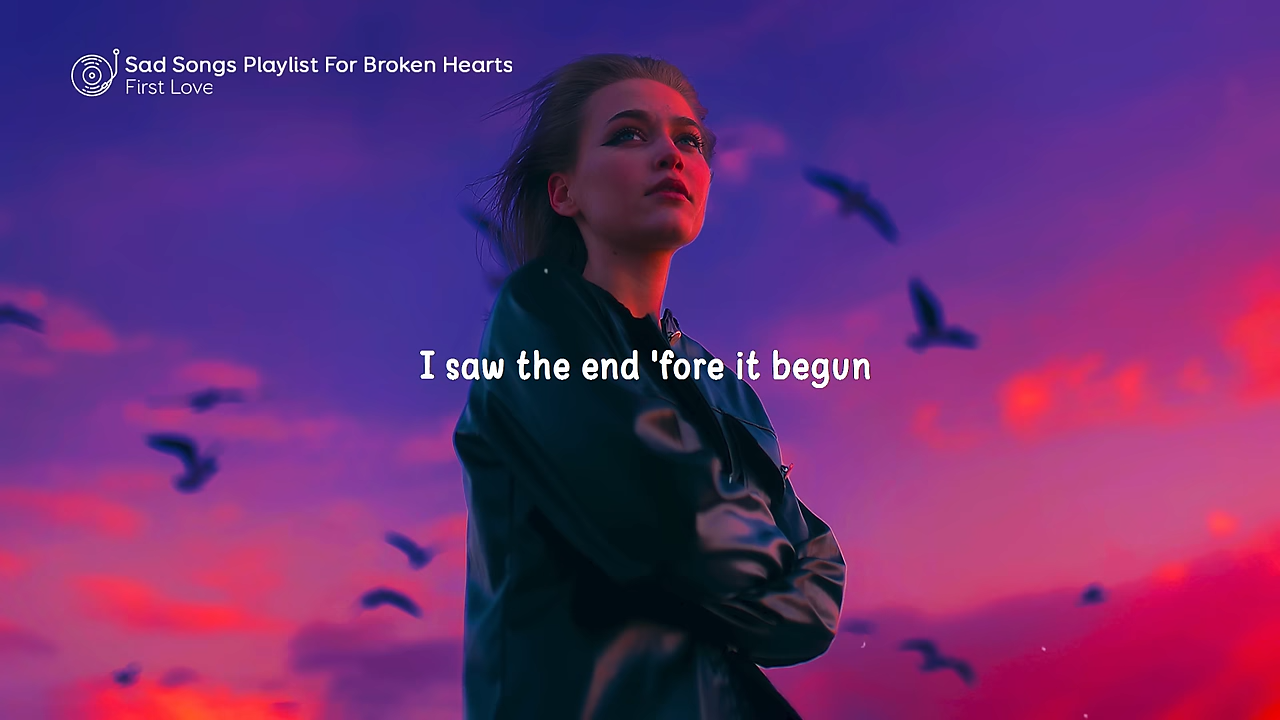 Sad Songs Playlist For Broken Hearts
First Love
I saw the end 'fore it begun